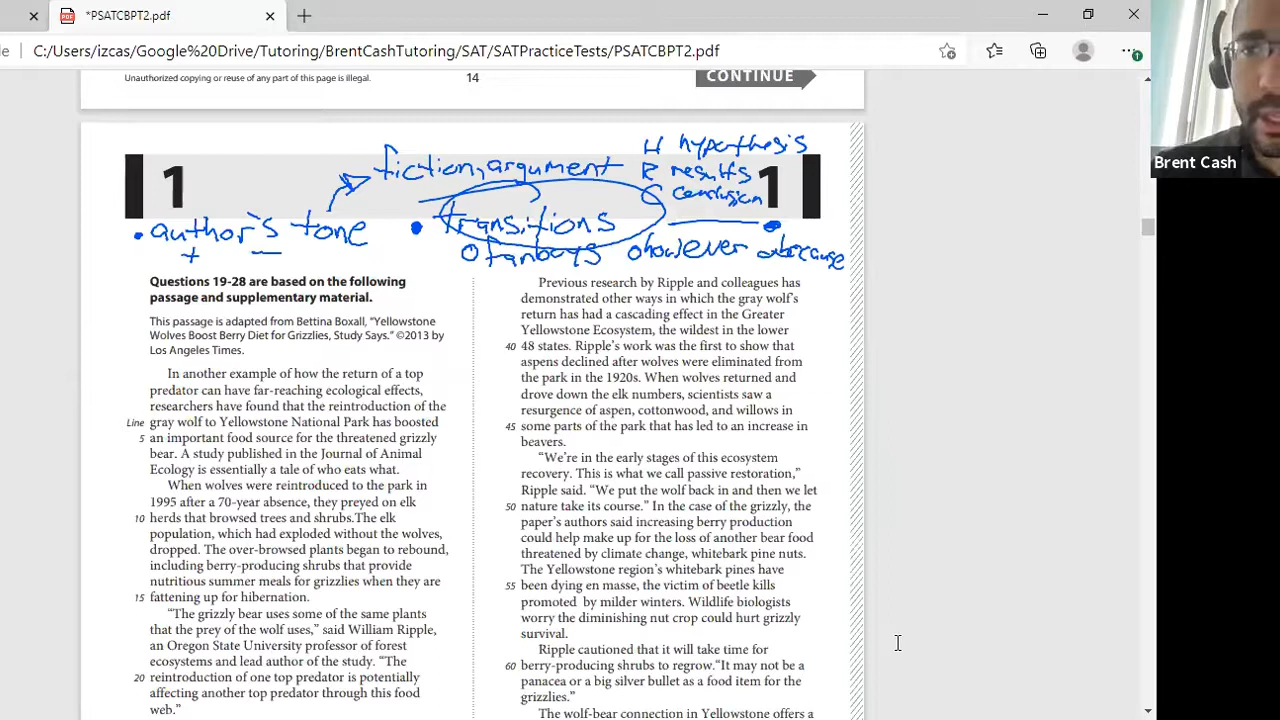 *PSATCBPT2.pdf
C:/Users/izcas/Google%20Drive/Tutoring/BrentCashTutoring/SAT/SATPracticeTests/PSATCBPT2.pdf
Unauthorized copying or reuse of any part of this page is illegal.
14
CONTINUE
Brent Cash
1
1
fiction, argument
H hypothesis
R results
C conclusion
• author's tone
+ —
• transitions
○ fanboys ○ however ○ because
Questions 19-28 are based on the following
passage and supplementary material.
This passage is adapted from Bettina Boxall, "Yellowstone
Wolves Boost Berry Diet for Grizzlies, Study Says." ©2013 by
Los Angeles Times.
In another example of how the return of a top
predator can have far-reaching ecological effects,
researchers have found that the reintroduction of the
Line gray wolf to Yellowstone National Park has boosted
5 an important food source for the threatened grizzly
bear. A study published in the Journal of Animal
Ecology is essentially a tale of who eats what.
When wolves were reintroduced to the park in
1995 after a 70-year absence, they preyed on elk
10 herds that browsed trees and shrubs.The elk
population, which had exploded without the wolves,
dropped. The over-browsed plants began to rebound,
including berry-producing shrubs that provide
nutritious summer meals for grizzlies when they are
15 fattening up for hibernation.
"The grizzly bear uses some of the same plants
that the prey of the wolf uses," said William Ripple,
an Oregon State University professor of forest
ecosystems and lead author of the study. "The
20 reintroduction of one top predator is potentially
affecting another top predator through this food
web."
Previous research by Ripple and colleagues has
demonstrated other ways in which the gray wolf's
return has had a cascading effect in the Greater
Yellowstone Ecosystem, the wildest in the lower
40 48 states. Ripple's work was the first to show that
aspens declined after wolves were eliminated from
the park in the 1920s. When wolves returned and
drove down the elk numbers, scientists saw a
resurgence of aspen, cottonwood, and willows in
45 some parts of the park that has led to an increase in
beavers.
"We're in the early stages of this ecosystem
recovery. This is what we call passive restoration,"
Ripple said. "We put the wolf back in and then we let
50 nature take its course." In the case of the grizzly, the
paper's authors said increasing berry production
could help make up for the loss of another bear food
threatened by climate change, whitebark pine nuts.
The Yellowstone region's whitebark pines have
55 been dying en masse, the victim of beetle kills
promoted by milder winters. Wildlife biologists
worry the diminishing nut crop could hurt grizzly
survival.
Ripple cautioned that it will take time for
60 berry-producing shrubs to regrow."It may not be a
panacea or a big silver bullet as a food item for the
grizzlies."
The wolf-bear connection in Yellowstone offers a